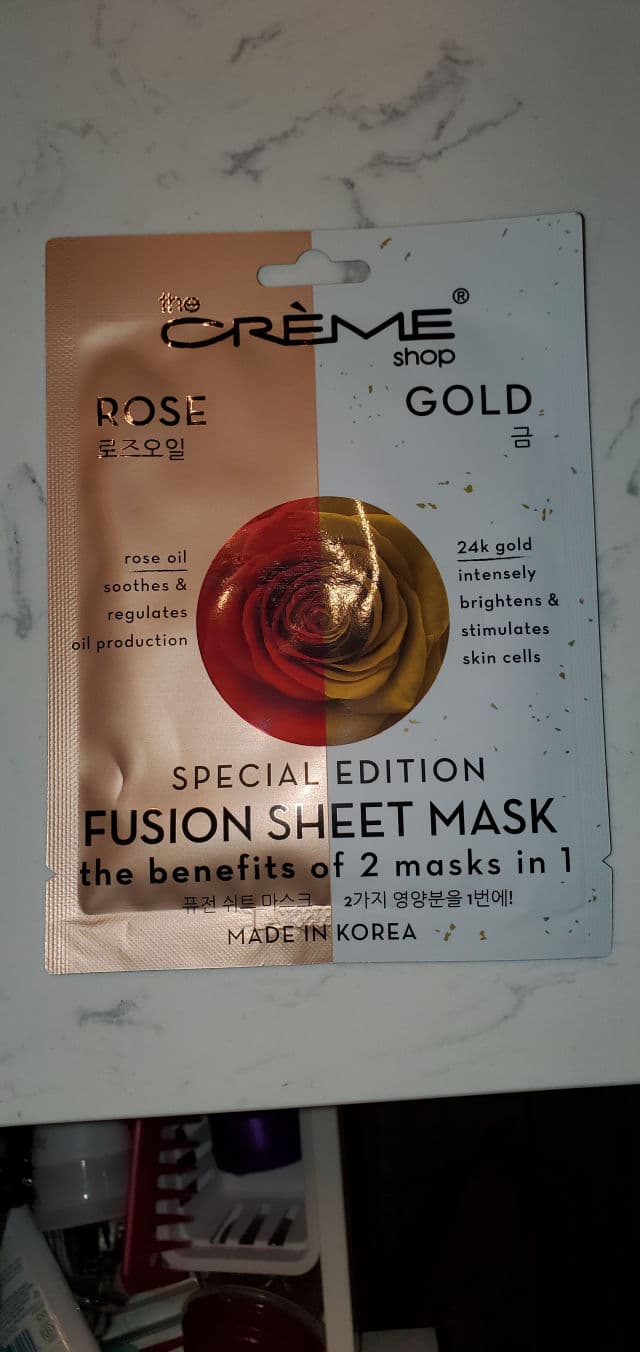 the
CRÈME®
shop
ROSE
로즈오일
GOLD
금
rose oil
soothes &
regulates
oil production
24k gold
intensely
brightens &
stimulates
skin cells
SPECIAL EDITION
FUSION SHEET MASK
the benefits of 2 masks in 1
퓨전 쉬트 마스크 2가지 영양분을 1번에!
MADE IN KOREA